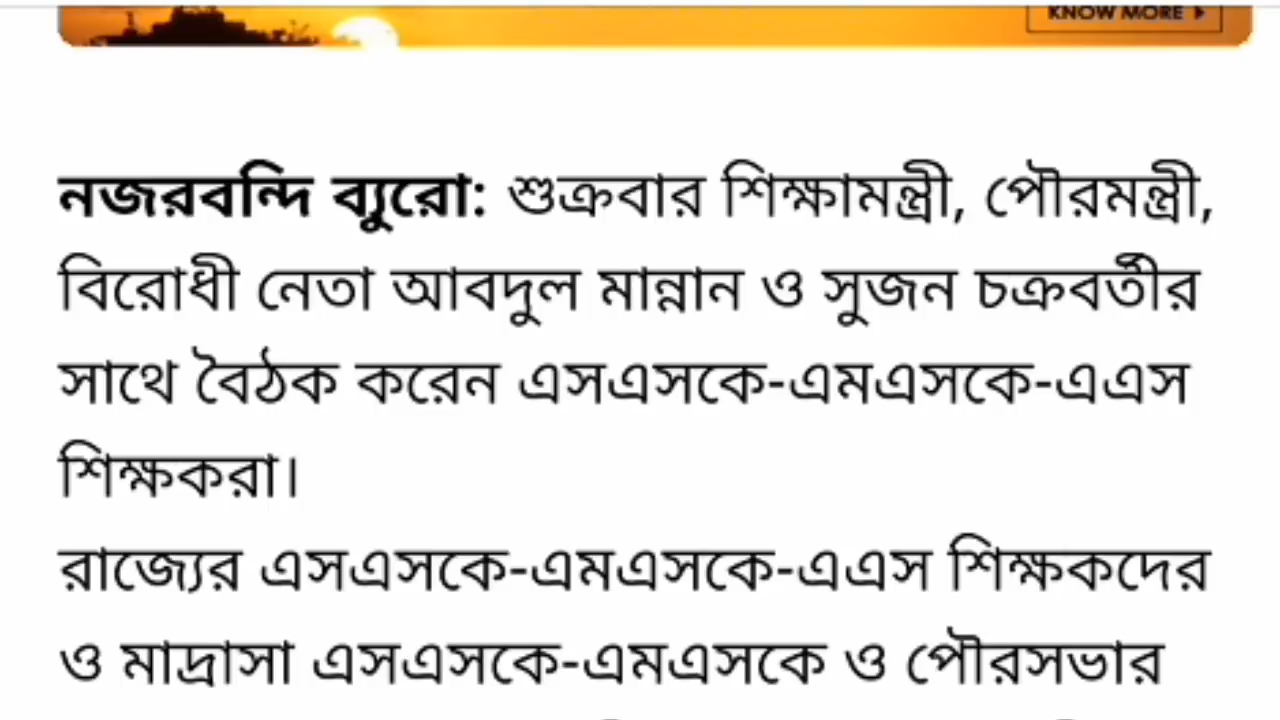 KNOW MORE
নজরবন্দি ব্যুরো: শুক্রবার শিক্ষামন্ত্রী, পৌরমন্ত্রী,
বিরোধী নেতা আবদুল মান্নান ও সুজন চক্রবর্তীর
সাথে বৈঠক করেন এসএসকে-এমএসকে-এএস
শিক্ষকরা।
রাজ্যের এসএসকে-এমএসকে-এএস শিক্ষকদের
ও মাদ্রাসা এসএসকে-এমএসকে ও পৌরসভার